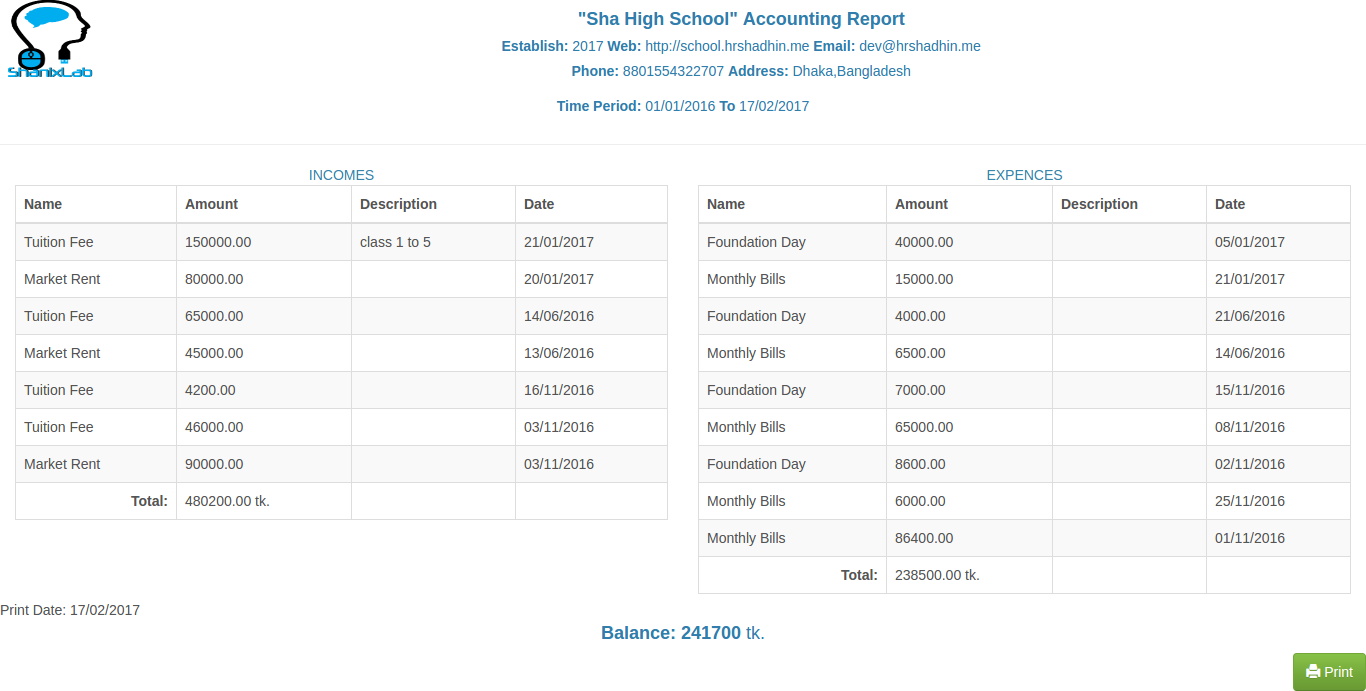 ShanixLab
"Sha High School" Accounting Report
Establish: 2017 Web: http://school.hrshadhin.me Email: dev@hrshadhin.me
Phone: 8801554322707 Address: Dhaka,Bangladesh
Time Period: 01/01/2016 To 17/02/2017
INCOMES
Name Amount Description Date
Tuition Fee 150000.00 class 1 to 5 21/01/2017
Market Rent 80000.00 20/01/2017
Tuition Fee 65000.00 14/06/2016
Market Rent 45000.00 13/06/2016
Tuition Fee 4200.00 16/11/2016
Tuition Fee 46000.00 03/11/2016
Market Rent 90000.00 03/11/2016
Total: 480200.00 tk.
EXPENCES
Name Amount Description Date
Foundation Day 40000.00 05/01/2017
Monthly Bills 15000.00 21/01/2017
Foundation Day 4000.00 21/06/2016
Monthly Bills 6500.00 14/06/2016
Foundation Day 7000.00 15/11/2016
Monthly Bills 65000.00 08/11/2016
Foundation Day 8600.00 02/11/2016
Monthly Bills 6000.00 25/11/2016
Monthly Bills 86400.00 01/11/2016
Total: 238500.00 tk.
Print Date: 17/02/2017
Balance: 241700 tk.
Print